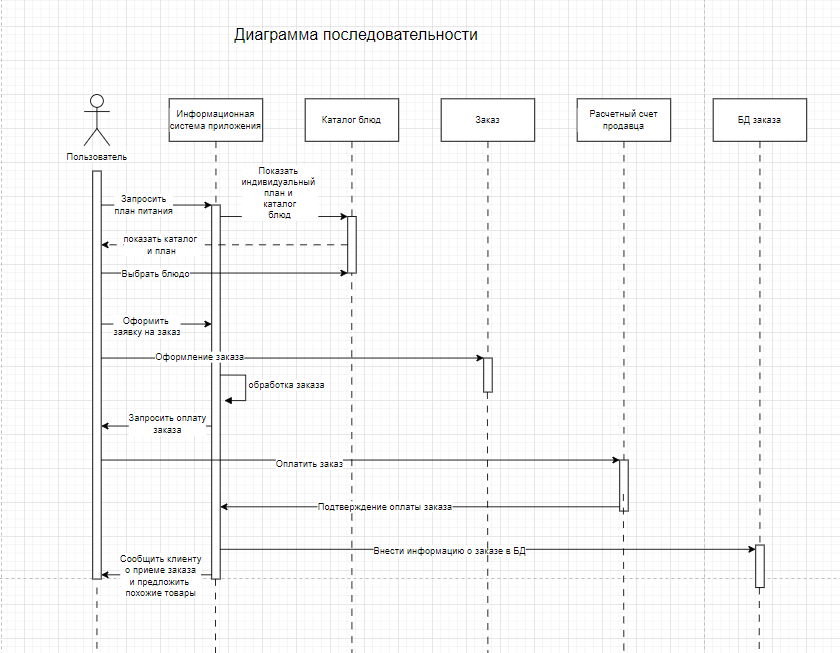 Диаграмма последовательности
Пользователь
Информационная
система приложения
Каталог блюд
Заказ
Расчетный счет
продавца
БД заказа
Запросить
план питания
Показать
индивидуальный
план и
каталог
блюд
показать каталог
и план
Выбрать блюдо
Оформить
заявку на заказ
Оформление заказа
обработка заказа
Запросить оплату
заказа
Оплатить заказ
Подтверждение оплаты заказа
Внести информацию о заказе в БД
Сообщить клиенту
о приеме заказа
и предложить
похожие товары